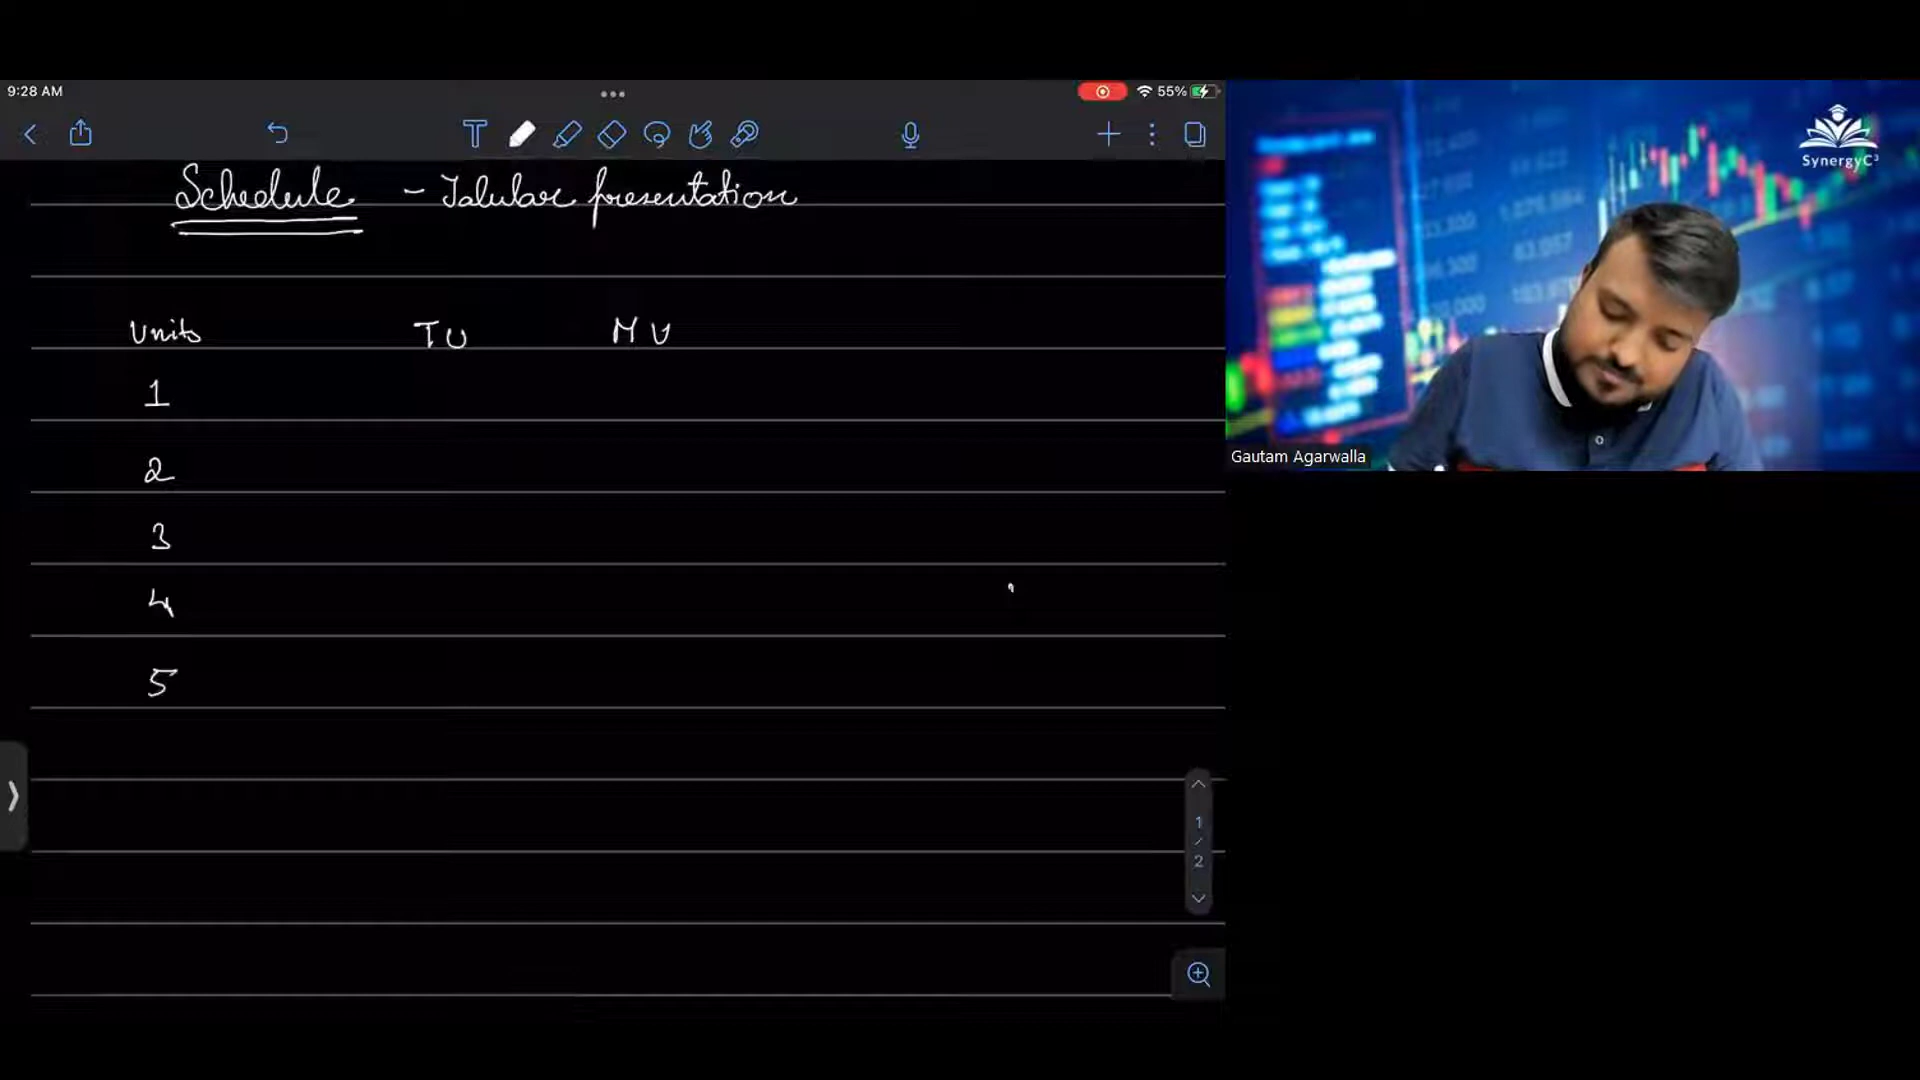 9:28 AM
55%
Schedule - Tabular presentation
Units TU MU
1
2
3
4
5
1
2
SynergyC³
Gautam Agarwalla